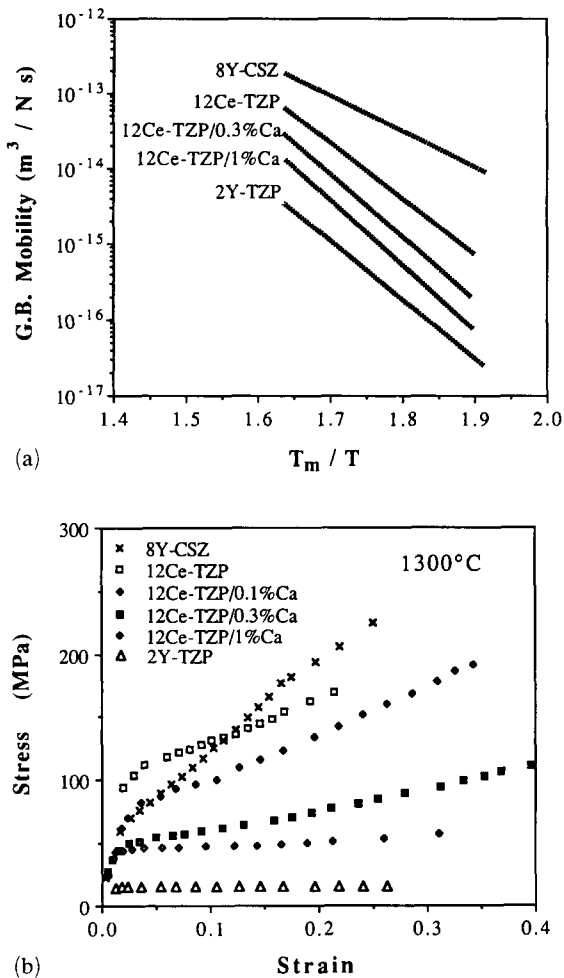 10⁻¹²
10⁻¹³
10⁻¹⁴
10⁻¹⁵
10⁻¹⁶
10⁻¹⁷
G.B. Mobility (m³ / N s)
8Y-CSZ
12Ce-TZP
12Ce-TZP/0.3%Ca
12Ce-TZP/1%Ca
2Y-TZP
1.4 1.5 1.6 1.7 1.8 1.9 2.0
(a)
Tₘ / T
300
200
100
0
Stress (MPa)
8Y-CSZ
12Ce-TZP
12Ce-TZP/0.1%Ca
12Ce-TZP/0.3%Ca
12Ce-TZP/1%Ca
2Y-TZP
1300°C
0.0 0.1 0.2 0.3 0.4
(b)
Strain